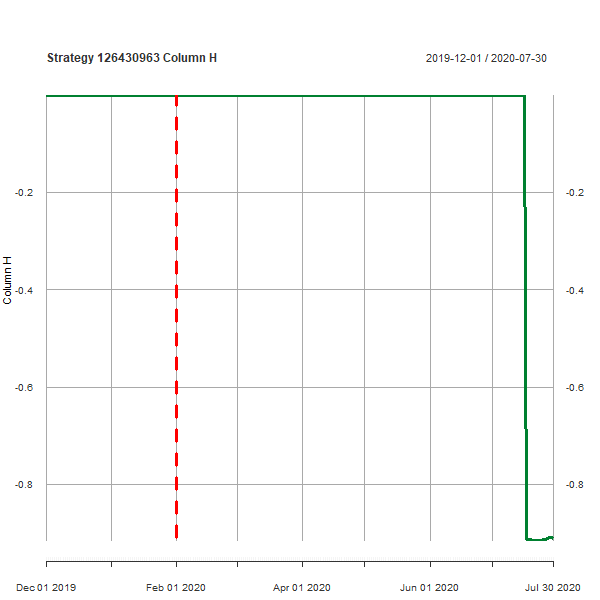 Strategy 126430963 Column H
2019-12-01 / 2020-07-30
-0.2
-0.2
-0.4
-0.4
Column H
-0.6
-0.6
-0.8
-0.8
Dec 01 2019
Feb 01 2020
Apr 01 2020
Jun 01 2020
Jul 30 2020